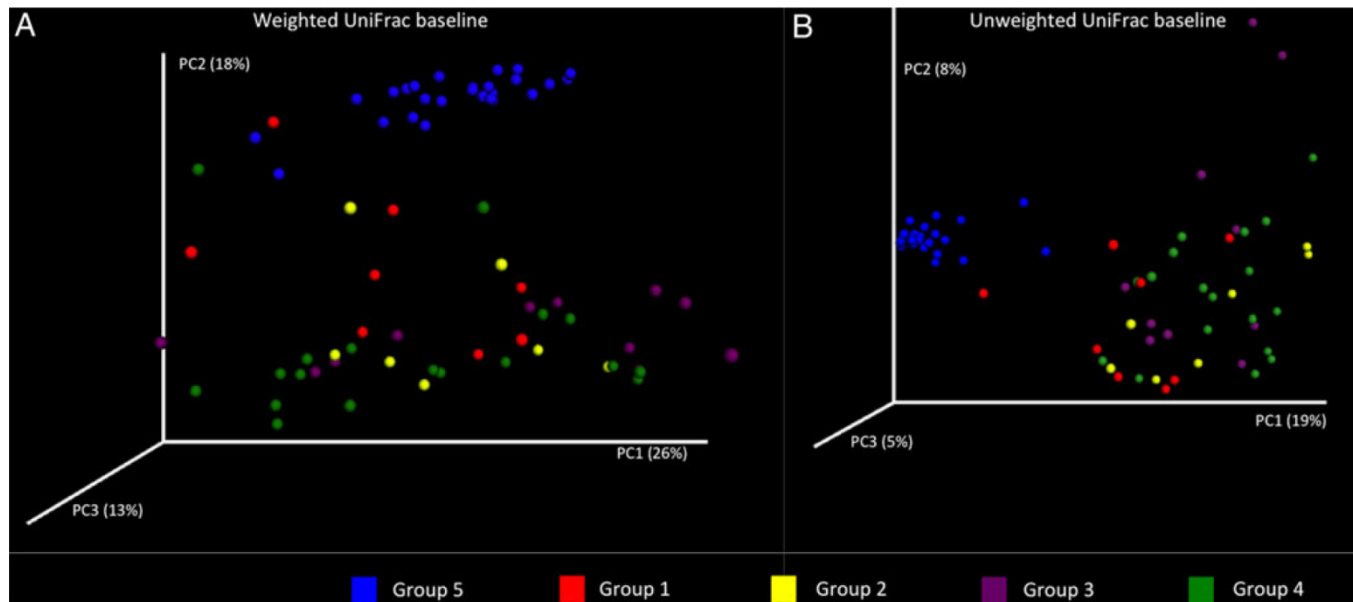 A
Weighted UniFrac baseline
PC2 (18%)
PC1 (26%)
PC3 (13%)
B
Unweighted UniFrac baseline
PC2 (8%)
PC1 (19%)
PC3 (5%)
Group 5
Group 1
Group 2
Group 3
Group 4